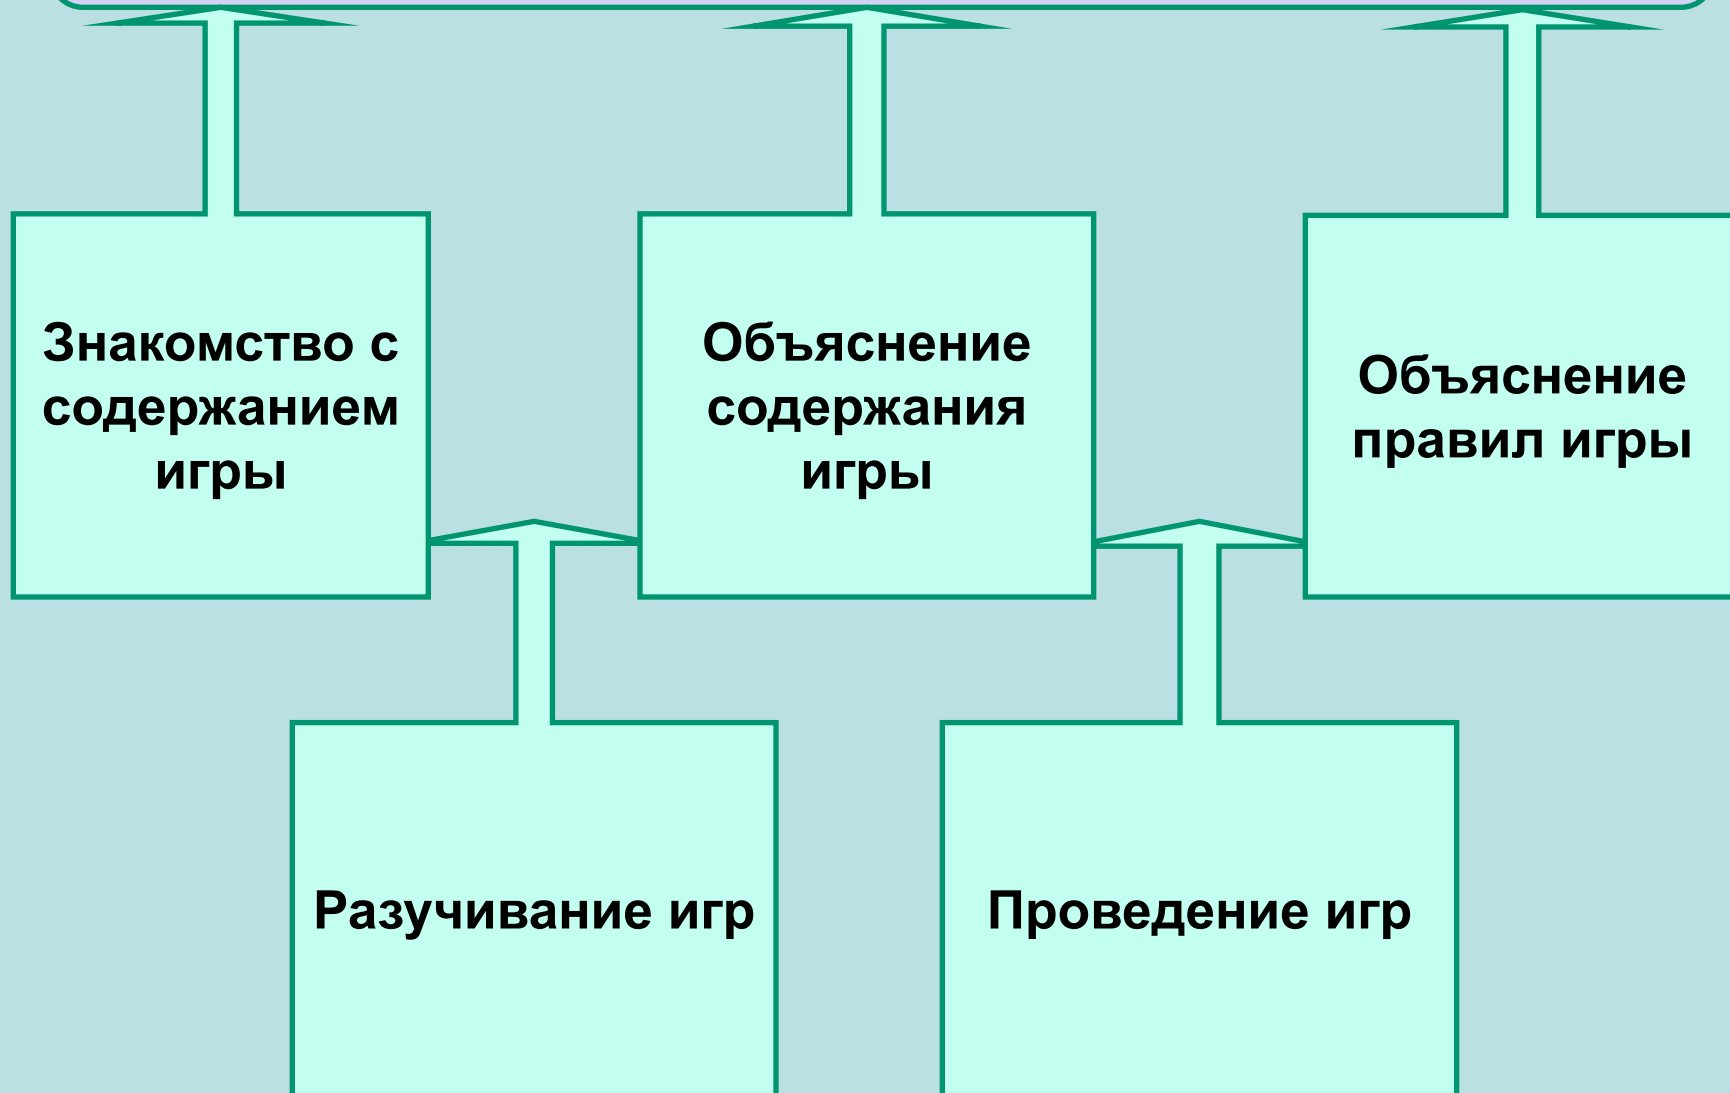 Знакомство с
содержанием
игры
Объяснение
содержания
игры
Объяснение
правил игры
Разучивание игр
Проведение игр